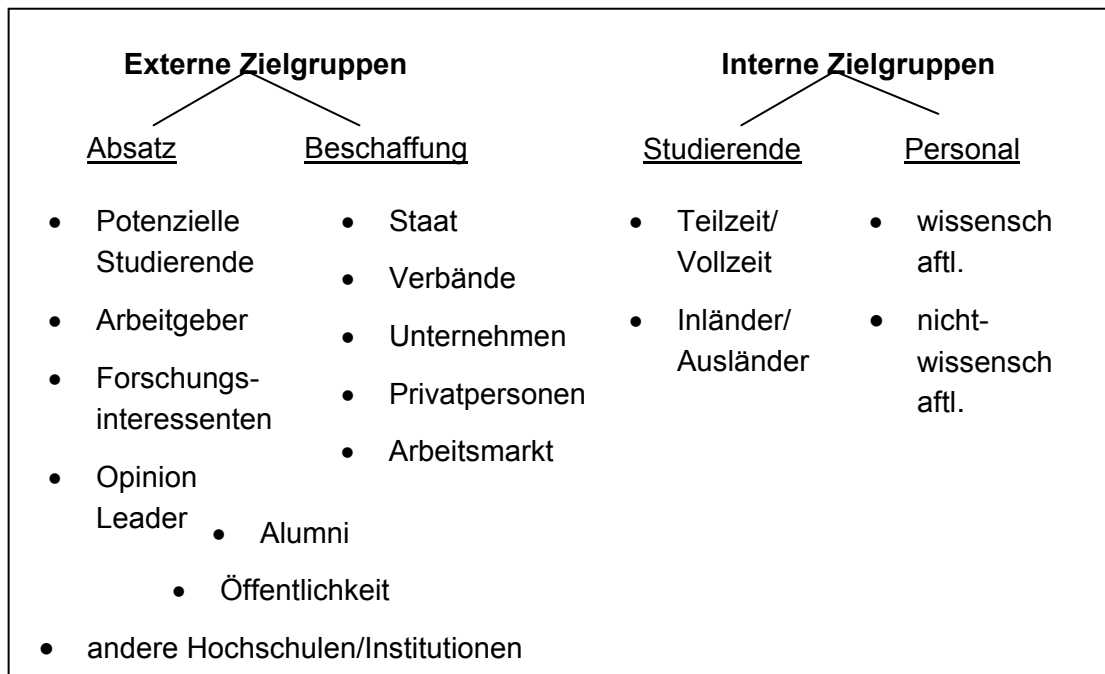 Externe Zielgruppen
Absatz
• Potenzielle
Studierende
• Arbeitgeber
• Forschungs-
interessenten
• Opinion
Leader
Beschaffung
• Staat
• Verbände
• Unternehmen
• Privatpersonen
• Arbeitsmarkt
• Alumni
• Öffentlichkeit
• andere Hochschulen/Institutionen
Interne Zielgruppen
Studierende
• Teilzeit/
Vollzeit
• Inländer/
Ausländer
Personal
• wissensch
aftl.
• nicht-
wissensch
aftl.